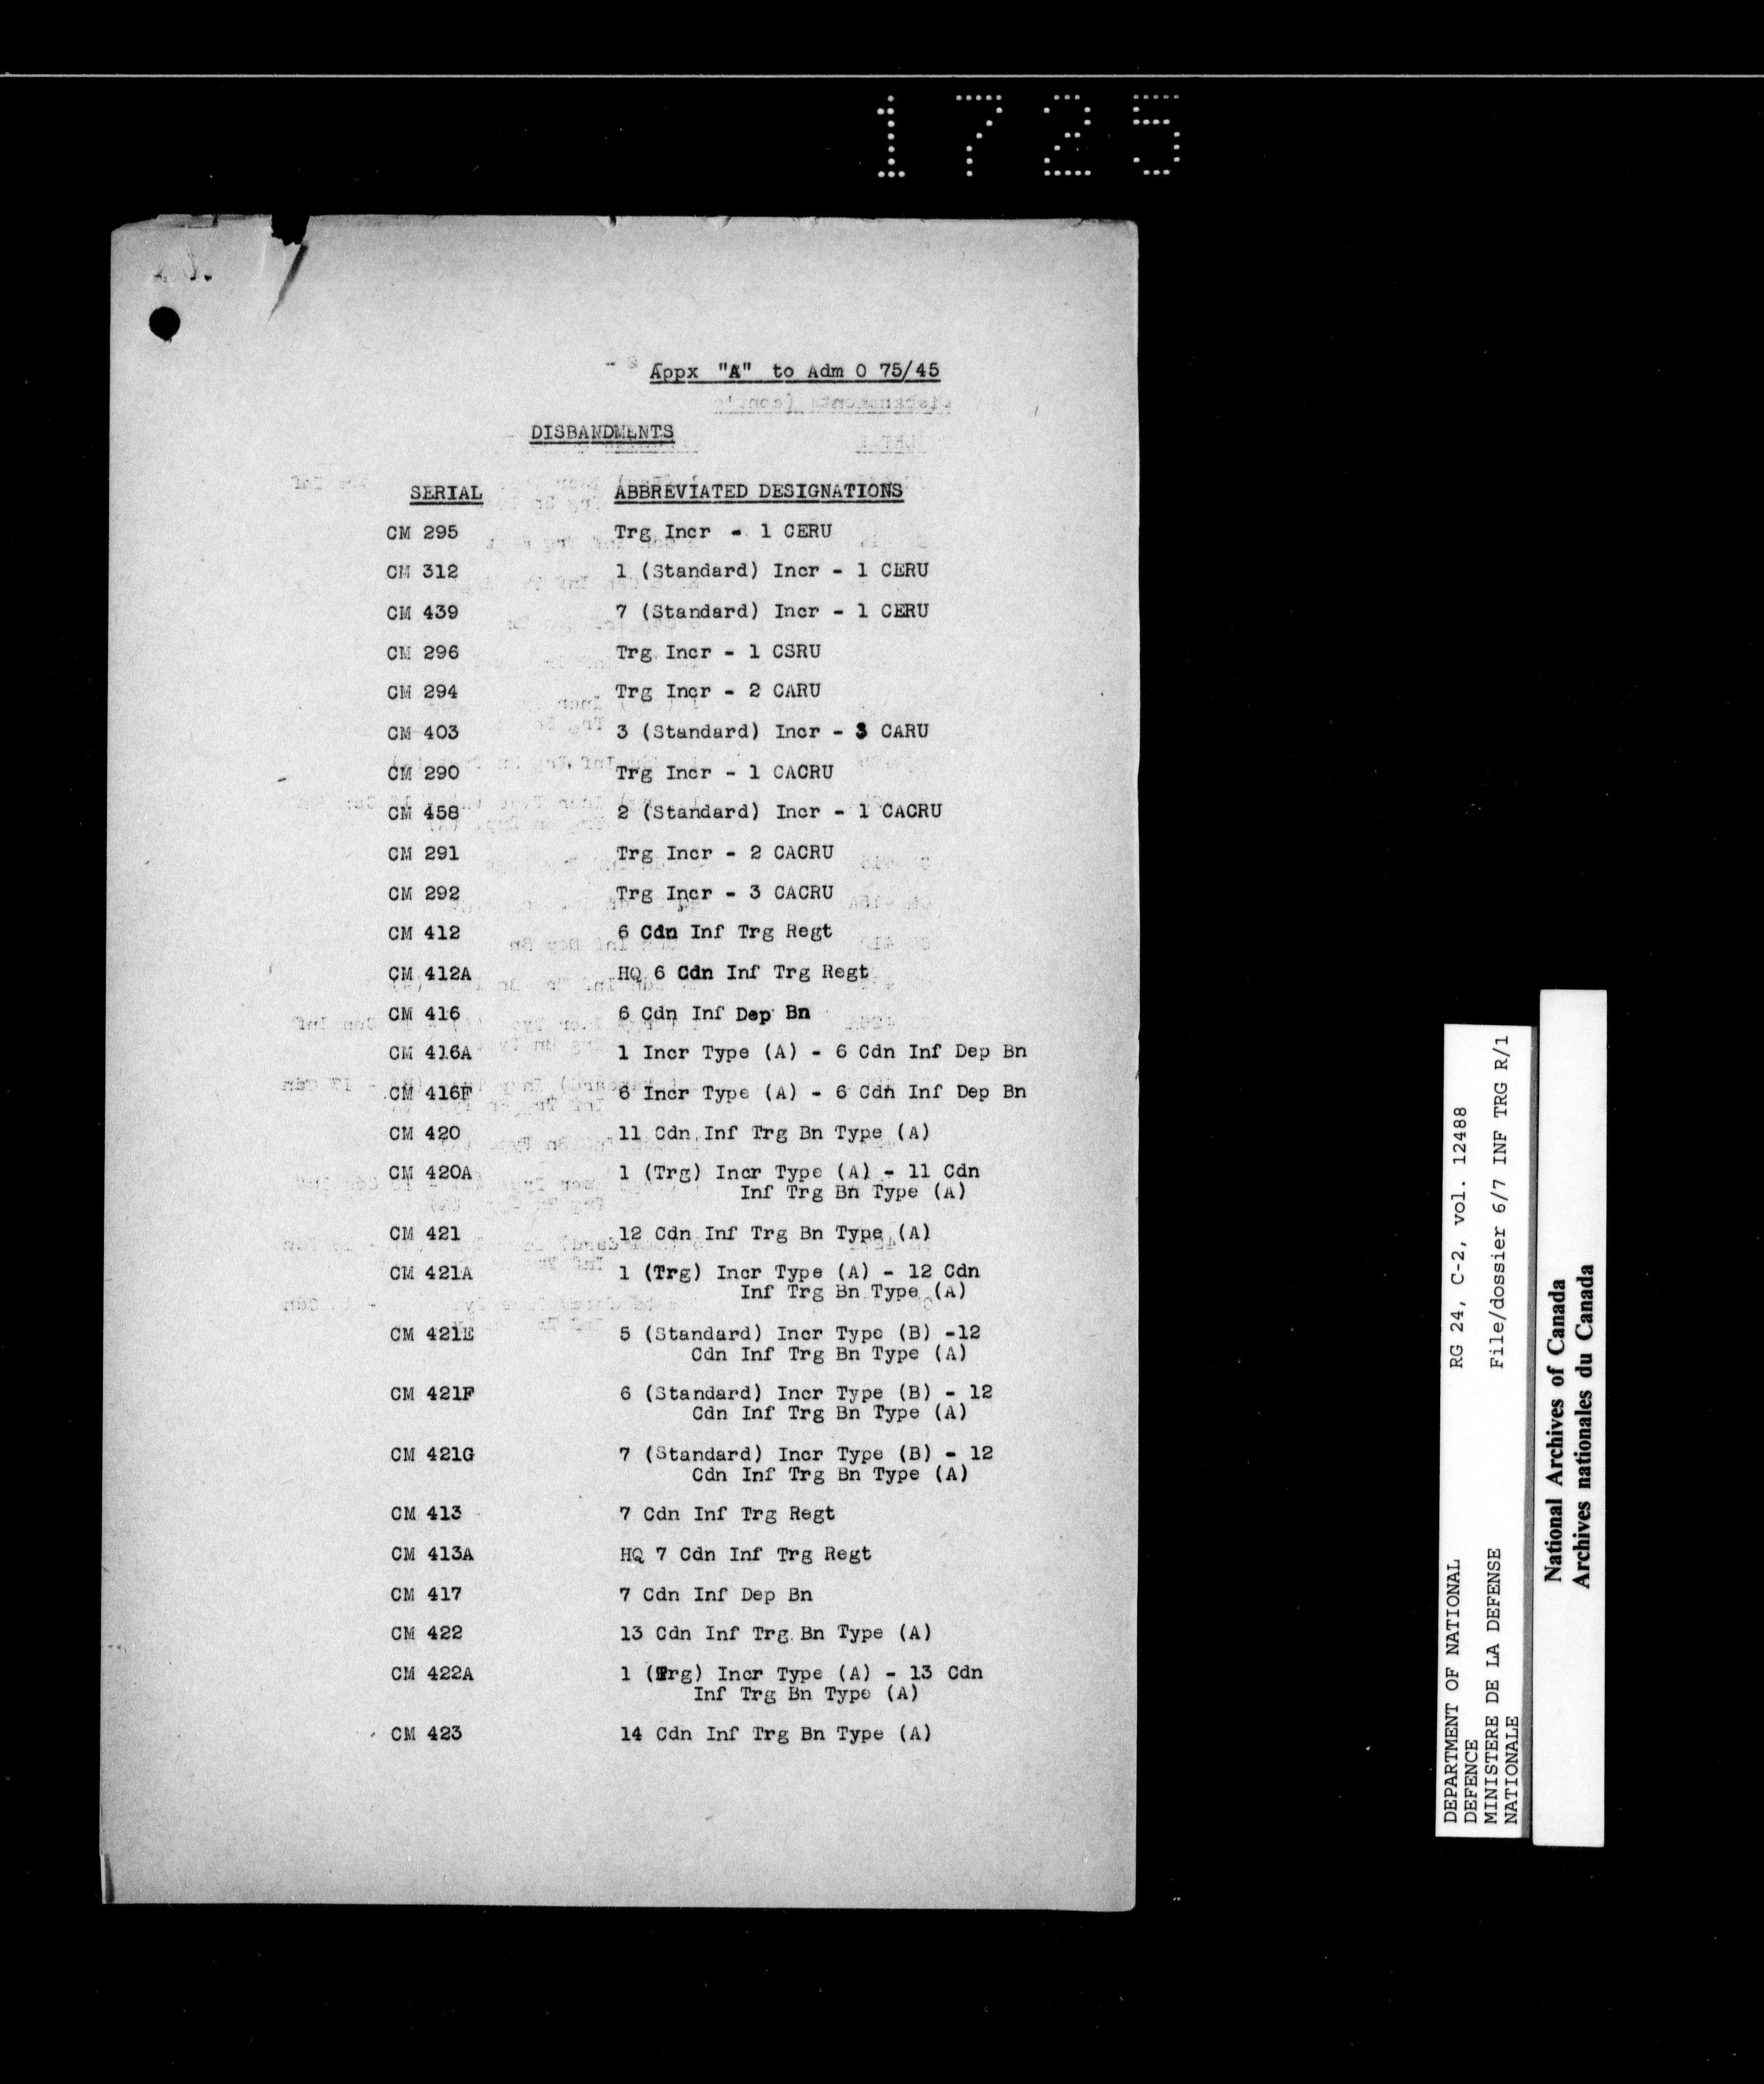 1725
Appx "A" to Adm O 75/45
DISBANDMENTS
SERIAL ABBREVIATED DESIGNATIONS
CM 295 Trg Incr - 1 CERU
CM 312 1 (Standard) Incr - 1 CERU
CM 439 7 (Standard) Incr - 1 CERU
CM 296 Trg Incr - 1 CSRU
CM 294 Trg Incr - 2 CARU
CM 403 3 (Standard) Incr - 3 CARU
CM 290 Trg Incr - 1 CACRU
CM 458 2 (Standard) Incr - 1 CACRU
CM 291 Trg Incr - 2 CACRU
CM 292 Trg Incr - 3 CACRU
CM 412 6 Cdn Inf Trg Regt
CM 412A HQ 6 Cdn Inf Trg Regt
CM 416 6 Cdn Inf Dep Bn
CM 416A 1 Incr Type (A) - 6 Cdn Inf Dep Bn
CM 416F 6 Incr Type (A) - 6 Cdn Inf Dep Bn
CM 420 11 Cdn Inf Trg Bn Type (A)
CM 420A 1 (Trg) Incr Type (A) - 11 Cdn
Inf Trg Bn Type (A)
CM 421 12 Cdn Inf Trg Bn Type (A)
CM 421A 1 (Trg) Incr Type (A) - 12 Cdn
Inf Trg Bn Type (A)
CM 421E 5 (Standard) Incr Type (B) -12
Cdn Inf Trg Bn Type (A)
CM 421F 6 (Standard) Incr Type (B) - 12
Cdn Inf Trg Bn Type (A)
CM 421G 7 (Standard) Incr Type (B) - 12
Cdn Inf Trg Bn Type (A)
CM 413 7 Cdn Inf Trg Regt
CM 413A HQ 7 Cdn Inf Trg Regt
CM 417 7 Cdn Inf Dep Bn
CM 422 13 Cdn Inf Trg Bn Type (A)
CM 422A 1 (Trg) Incr Type (A) - 13 Cdn
Inf Trg Bn Type (A)
CM 423 14 Cdn Inf Trg Bn Type (A)
DEPARTMENT OF NATIONAL RG 24, C-2, vol. 12488
DEFENCE
MINISTERE DE LA DEFENSE File/dossier 6/7 INF TRG R/1
NATIONALE
National Archives of Canada
Archives nationales du Canada